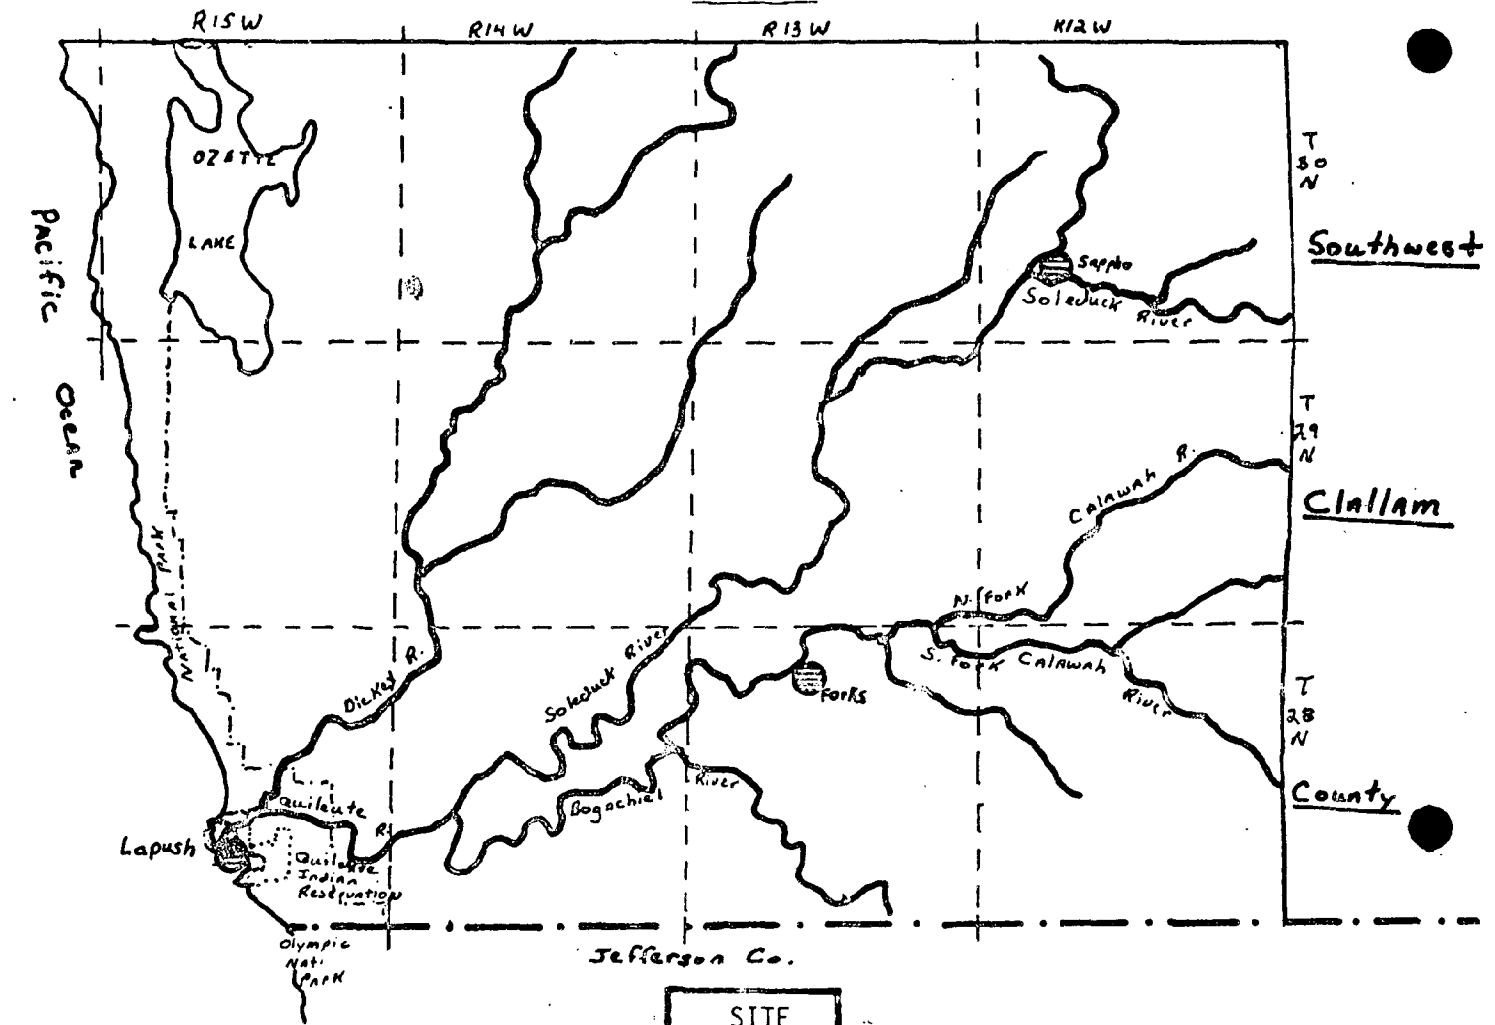 R15W
R14W
R13W
R12W
T
30
N
OZETTE
LAKE
Pacific
Ocean
Southwest
Sappho
Soleduck
River
T
29
N
Calawah R.
Clallam
National Park
N. Fork
S. Fork Calawah
River
Dickey R.
Soleduck River
Forks
T
28
N
River
Bogachiel
County
Quileute
R.
Lapush
Quileute
Indian
Reservation
Olympic
Natl
Park
Jefferson Co.
SITE